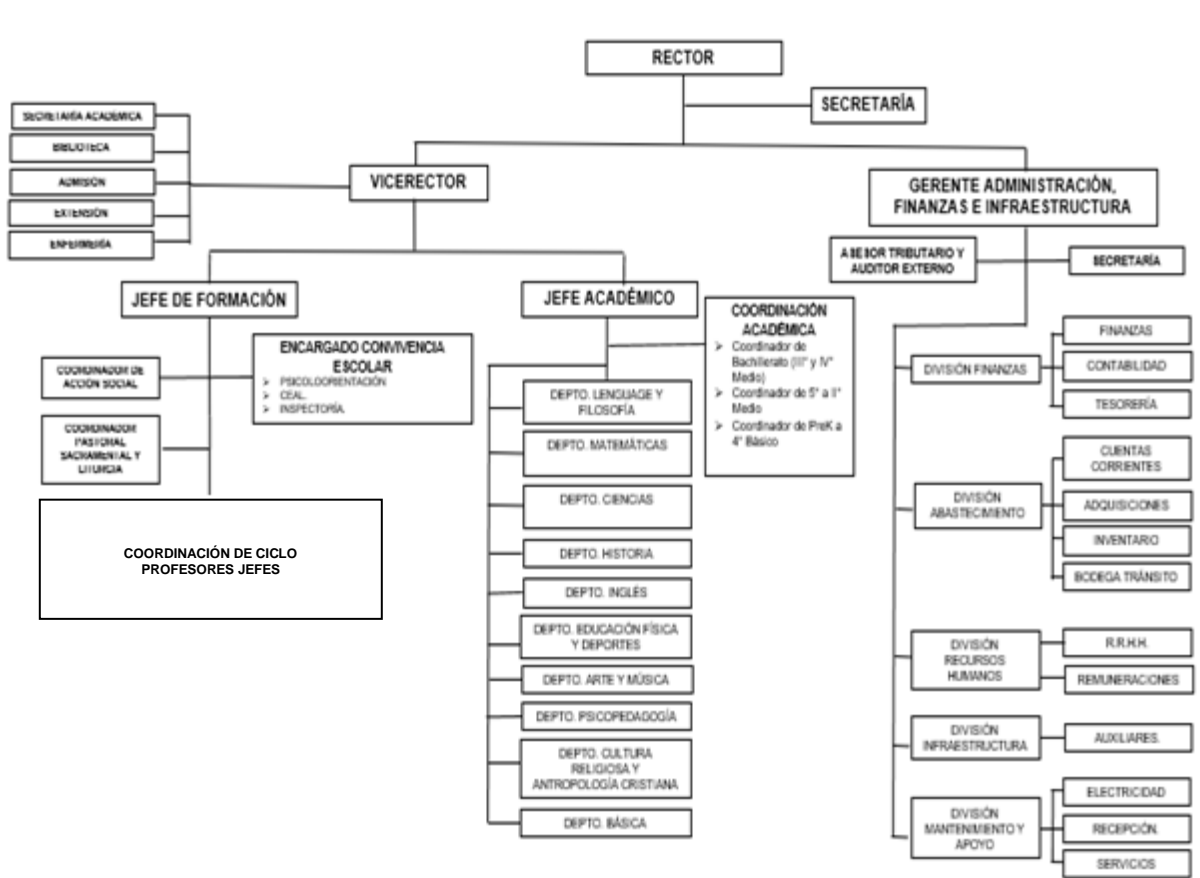 RECTOR
SECRETARÍA
SECRETARÍA ACADÉMICA
BIBLIOTECA
ADMISIÓN
EXTENSIÓN
ENFERMERÍA
VICERECTOR
GERENTE ADMINISTRACIÓN,
FINANZAS E INFRAESTRUCTURA
ASESOR TRIBUTARIO Y
AUDITOR EXTERNO
SECRETARÍA
JEFE DE FORMACIÓN
JEFE ACADÉMICO
COORDINADOR DE
ACCIÓN SOCIAL
ENCARGADO CONVIVENCIA
ESCOLAR
➢ PSICOLOORIENTACIÓN
➢ CEAL.
➢ INSPECTORÍA.
COORDINADOR
PASTORAL
SACRAMENTAL Y
LITURGIA
COORDINACIÓN DE CICLO
PROFESORES JEFES
COORDINACIÓN
ACADÉMICA
➢ Coordinador de
Bachillerato (III° y IV°
Medio)
➢ Coordinador de 5° a II°
Medio
➢ Coordinador de PreK a
4° Básico
DEPTO. LENGUAGE Y
FILOSOFÍA
DEPTO. MATEMÁTICAS
DEPTO. CIENCIAS
DEPTO. HISTORIA
DEPTO. INGLÉS
DEPTO. EDUCACIÓN FÍSICA
Y DEPORTES
DEPTO. ARTE Y MÚSICA
DEPTO. PSICOPEDAGOGÍA
DEPTO. CULTURA
RELIGIOSA Y
ANTROPOLOGÍA CRISTIANA
DEPTO. BÁSICA
DIVISIÓN FINANZAS
FINANZAS
CONTABILIDAD
TESORERÍA
DIVISIÓN
ABASTECIMIENTO
CUENTAS
CORRIENTES
ADQUISICIONES
INVENTARIO
BODEGA TRÁNSITO
DIVISIÓN
RECURSOS
HUMANOS
R.R.H.H.
REMUNERACIONES
DIVISIÓN
INFRAESTRUCTURA
AUXILIARES.
DIVISIÓN
MANTENIMIENTO Y
APOYO
ELECTRICIDAD
RECEPCIÓN.
SERVICIOS